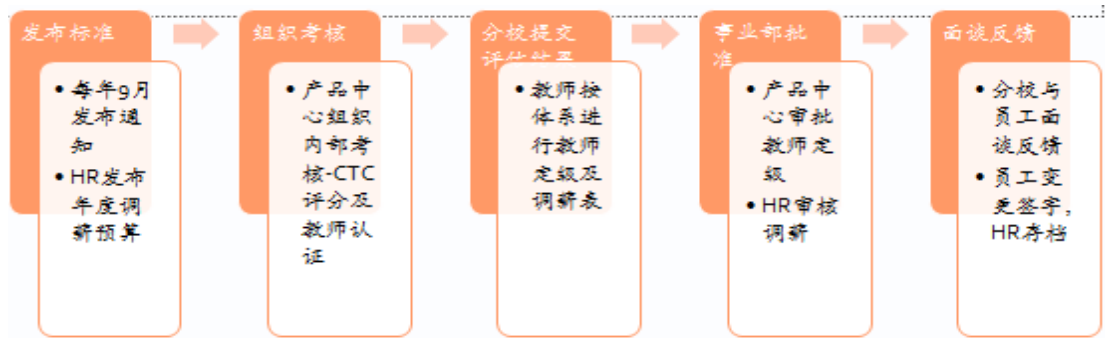 发布标准
• 每年9月
发布通
知
• HR发布
年度调
薪预算
组织考核
• 产品中
心组织
内部考
核-CTC
评分及
教师认
证
分校提交
评估结果
• 教师按
体系进
行教师
定级及
调薪表
事业部批
准
• 产品中
心审批
教师定
级
• HR审核
调薪
面谈反馈
• 分校与
员工面
谈反馈
• 员工变
更签字，
HR存档